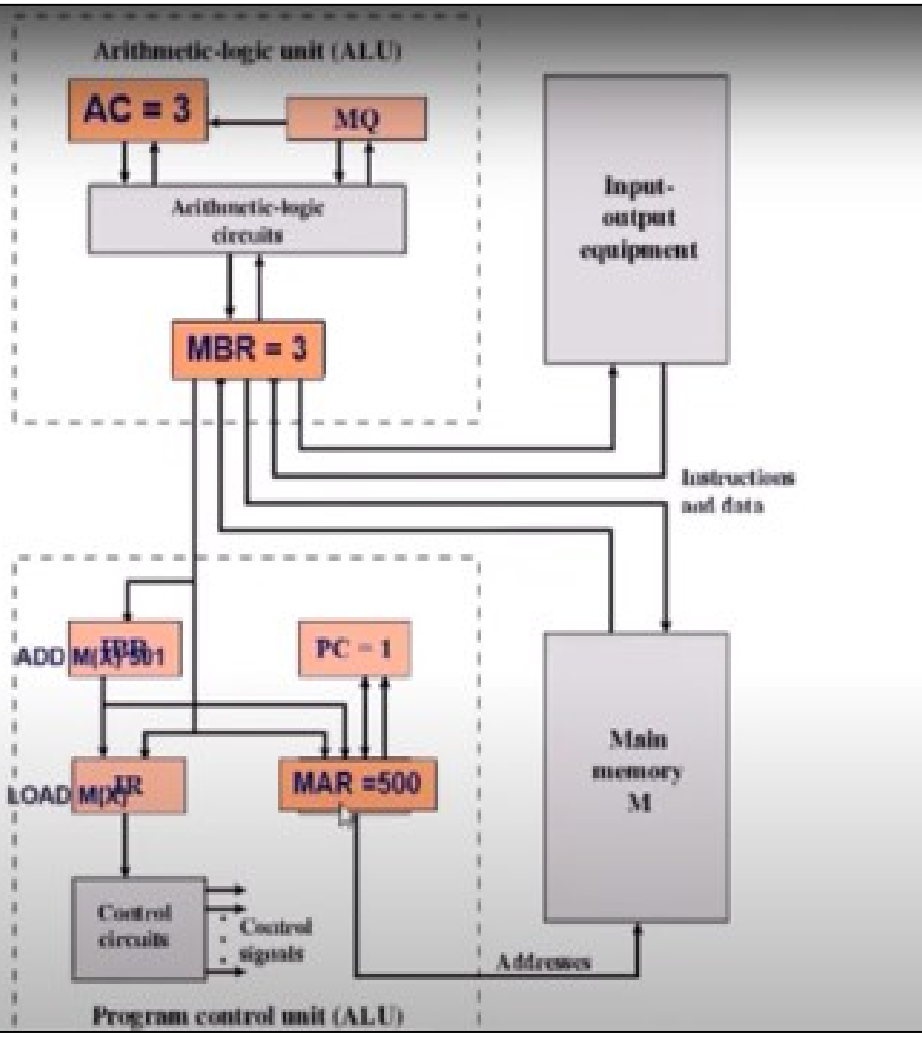 Arithmetic-logic unit (ALU)
AC = 3
MQ
Arithmetic-logic
circuits
Input-
output
equipment
MBR = 3
Instructions
and data
IBR
ADD M(X) 501
PC = 1
LOAD M(X)
IR
MAR =500
Main
memory
M
Control
circuits
Control
signals
Addresses
Program control unit (ALU)